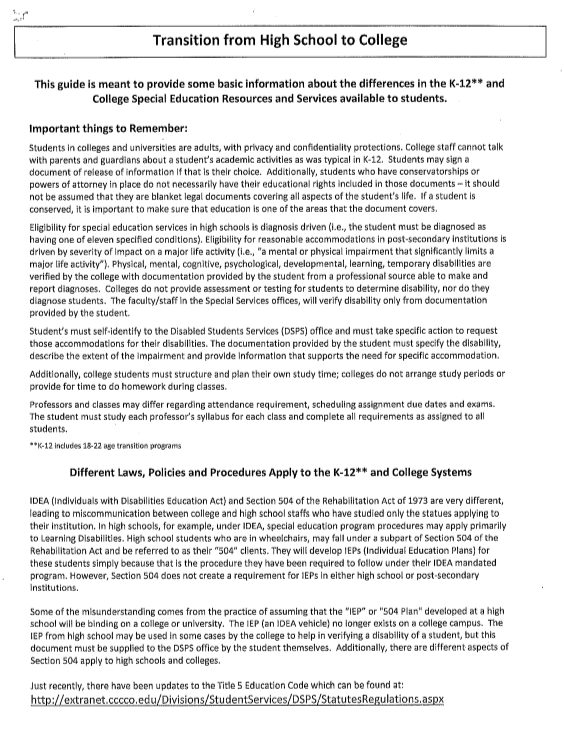 Transition from High School to College
This guide is meant to provide some basic information about the differences in the K-12** and
College Special Education Resources and Services available to students.
Important things to Remember:
Students in colleges and universities are adults, with privacy and confidentiality protections. College staff cannot talk
with parents and guardians about a student's academic activities as was typical in K-12.  Students may sign a
document of release of information if that is their choice.  Additionally, students who have conservatorships or
powers of attorney in place do not necessarily have their educational rights included in those documents – it should
not be assumed that they are blanket legal documents covering all aspects of the student's life.  If a student is
conserved, it is important to make sure that education is one of the areas that the document covers.
Eligibility for special education services in high schools is diagnosis driven (i.e., the student must be diagnosed as
having one of eleven specified conditions). Eligibility for reasonable accommodations in post-secondary institutions is
driven by severity of impact on a major life activity (i.e., "a mental or physical impairment that significantly limits a
major life activity"). Physical, mental, cognitive, psychological, developmental, learning, temporary disabilities are
verified by the college with documentation provided by the student from a professional source able to make and
report diagnoses.  Colleges do not provide assessment or testing for students to determine disability, nor do they
diagnose students.  The faculty/staff in the Special Services offices, will verify disability only from documentation
provided by the student.
Student's must self-identify to the Disabled Students Services (DSPS) office and must take specific action to request
those accommodations for their disabilities. The documentation provided by the student must specify the disability,
describe the extent of the impairment and provide information that supports the need for specific accommodation.
Additionally, college students must structure and plan their own study time; colleges do not arrange study periods or
provide for time to do homework during classes.
Professors and classes may differ regarding attendance requirement, scheduling assignment due dates and exams.
The student must study each professor's syllabus for each class and complete all requirements as assigned to all
students.
**K-12 includes 18-22 age transition programs
Different Laws, Policies and Procedures Apply to the K-12** and College Systems
IDEA (Individuals with Disabilities Education Act) and Section 504 of the Rehabilitation Act of 1973 are very different,
leading to miscommunication between college and high school staffs who have studied only the statues applying to
their institution. In high schools, for example, under IDEA, special education program procedures may apply primarily
to Learning Disabilities. High school students who are in wheelchairs, may fall under a subpart of Section 504 of the
Rehabilitation Act and be referred to as their "504" clients. They will develop IEPs (Individual Education Plans) for
these students simply because that is the procedure they have been required to follow under their IDEA mandated
program. However, Section 504 does not create a requirement for IEPs in either high school or post-secondary
institutions.
Some of the misunderstanding comes from the practice of assuming that the "IEP" or "504 Plan" developed at a high
school will be binding on a college or university.  The IEP (an IDEA vehicle) no longer exists on a college campus. The
IEP from high school may be used in some cases by the college to help in verifying a disability of a student, but this
document must be supplied to the DSPS office by the student themselves.  Additionally, there are different aspects of
Section 504 apply to high schools and colleges.
Just recently, there have been updates to the Title 5 Education Code which can be found at:
http://extranet.cccco.edu/Divisions/StudentServices/DSPS/StatutesRegulations.aspx